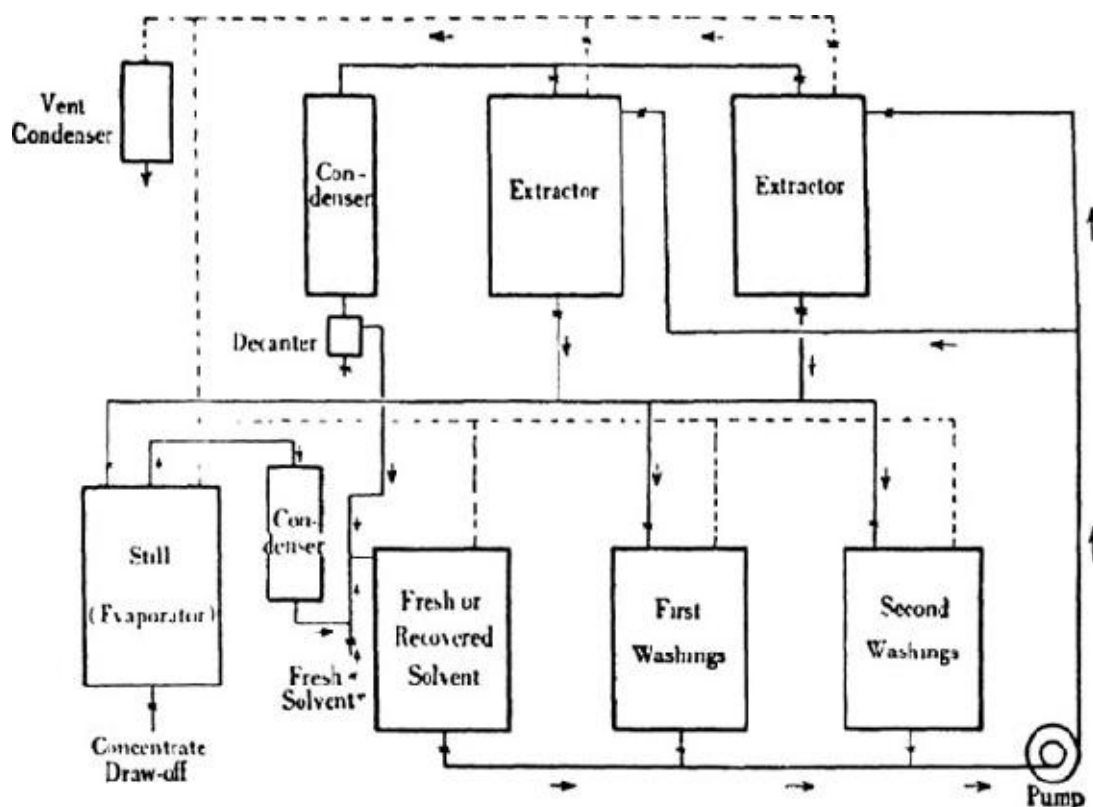 Vent
Condenser
Con-
denser
Extractor
Extractor
Decanter
Still
(Evaporator)
Con-
denser
Fresh or
Recovered
Solvent
First
Washings
Second
Washings
Fresh
Solvent
Concentrate
Draw-off
Pump